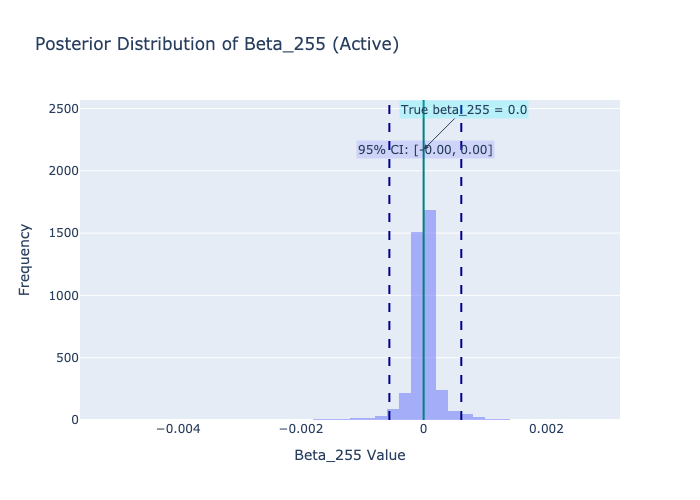 Posterior Distribution of Beta_255 (Active)
2500
True beta_255 = 0.0
95% CI: [-0.00, 0.00]
2000
1500
1000
500
0
Frequency
−0.004
−0.002
0
0.002
Beta_255 Value